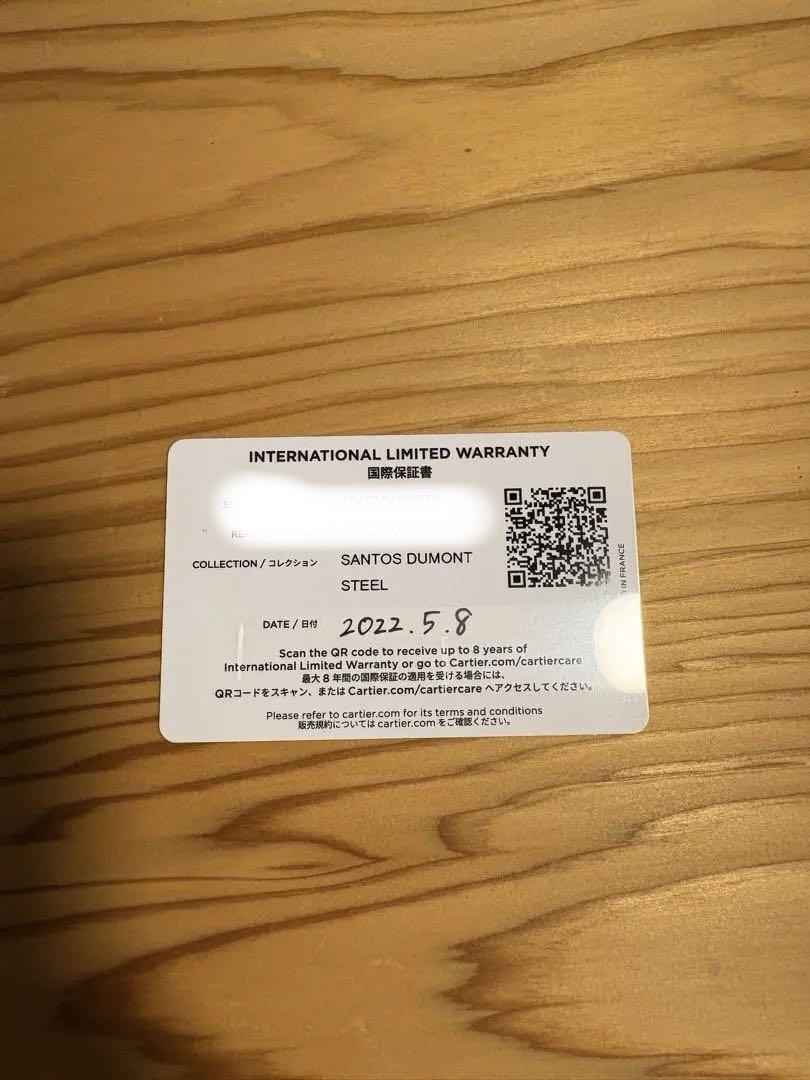 INTERNATIONAL LIMITED WARRANTY
国際保証書
COLLECTION / コレクション SANTOS DUMONT
STEEL
DATE / 日付 2022.5.8
Scan the QR code to receive up to 8 years of
International Limited Warranty or go to Cartier.com/cartiercare
最大 8 年間の国際保証の適用を受ける場合には、
QRコードをスキャン、または Cartier.com/cartiercare へアクセスしてください。
Please refer to cartier.com for its terms and conditions
販売規約については cartier.com をご確認ください。
IN FRANCE